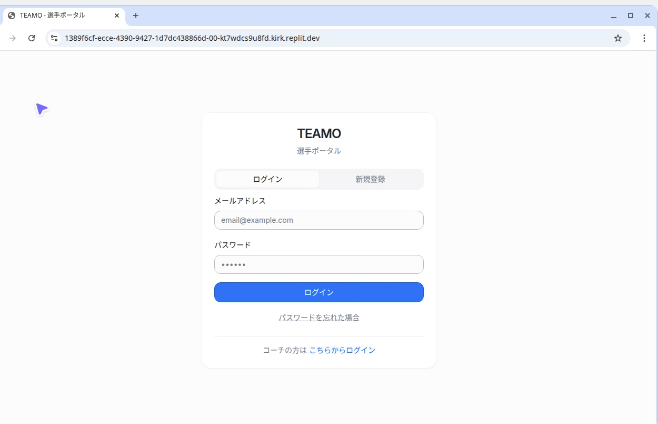 TEAMO - 選手ポータル
1389f6cf-ecce-4390-9427-1d7dc438866d-00-kt7wdcs9u8fd.kirk.replit.dev
TEAMO
選手ポータル
ログイン 新規登録
メールアドレス
email@example.com
パスワード
••••••
ログイン
パスワードを忘れた場合
コーチの方は こちらからログイン